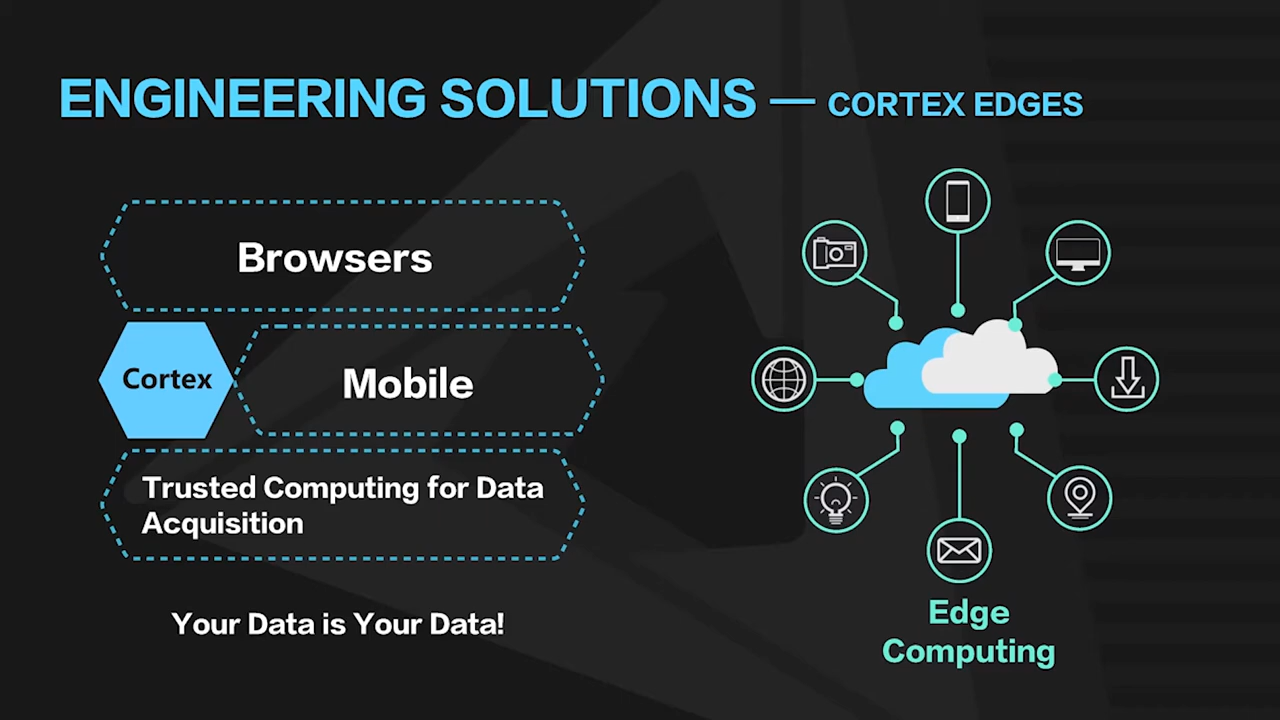 ENGINEERING SOLUTIONS — CORTEX EDGES
Browsers
Cortex
Mobile
Trusted Computing for Data
Acquisition
Your Data is Your Data!
Edge
Computing